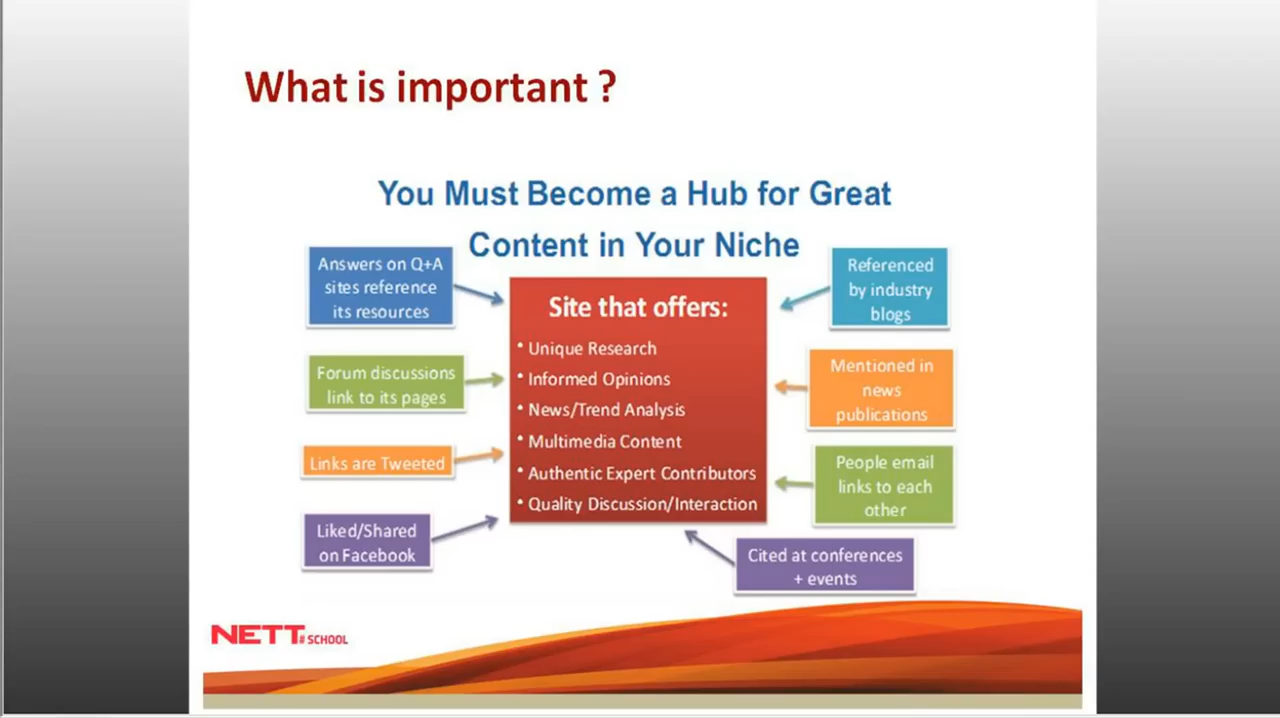 What is important ?
You Must Become a Hub for Great
Content in Your Niche
Answers on Q+A
sites reference
its resources
Forum discussions
link to its pages
Links are Tweeted
Liked/Shared
on Facebook
Site that offers:
• Unique Research
• Informed Opinions
• News/Trend Analysis
• Multimedia Content
• Authentic Expert Contributors
• Quality Discussion/Interaction
Referenced
by industry
blogs
Mentioned in
news
publications
People email
links to each
other
Cited at conferences
+ events
NETT#SCHOOL